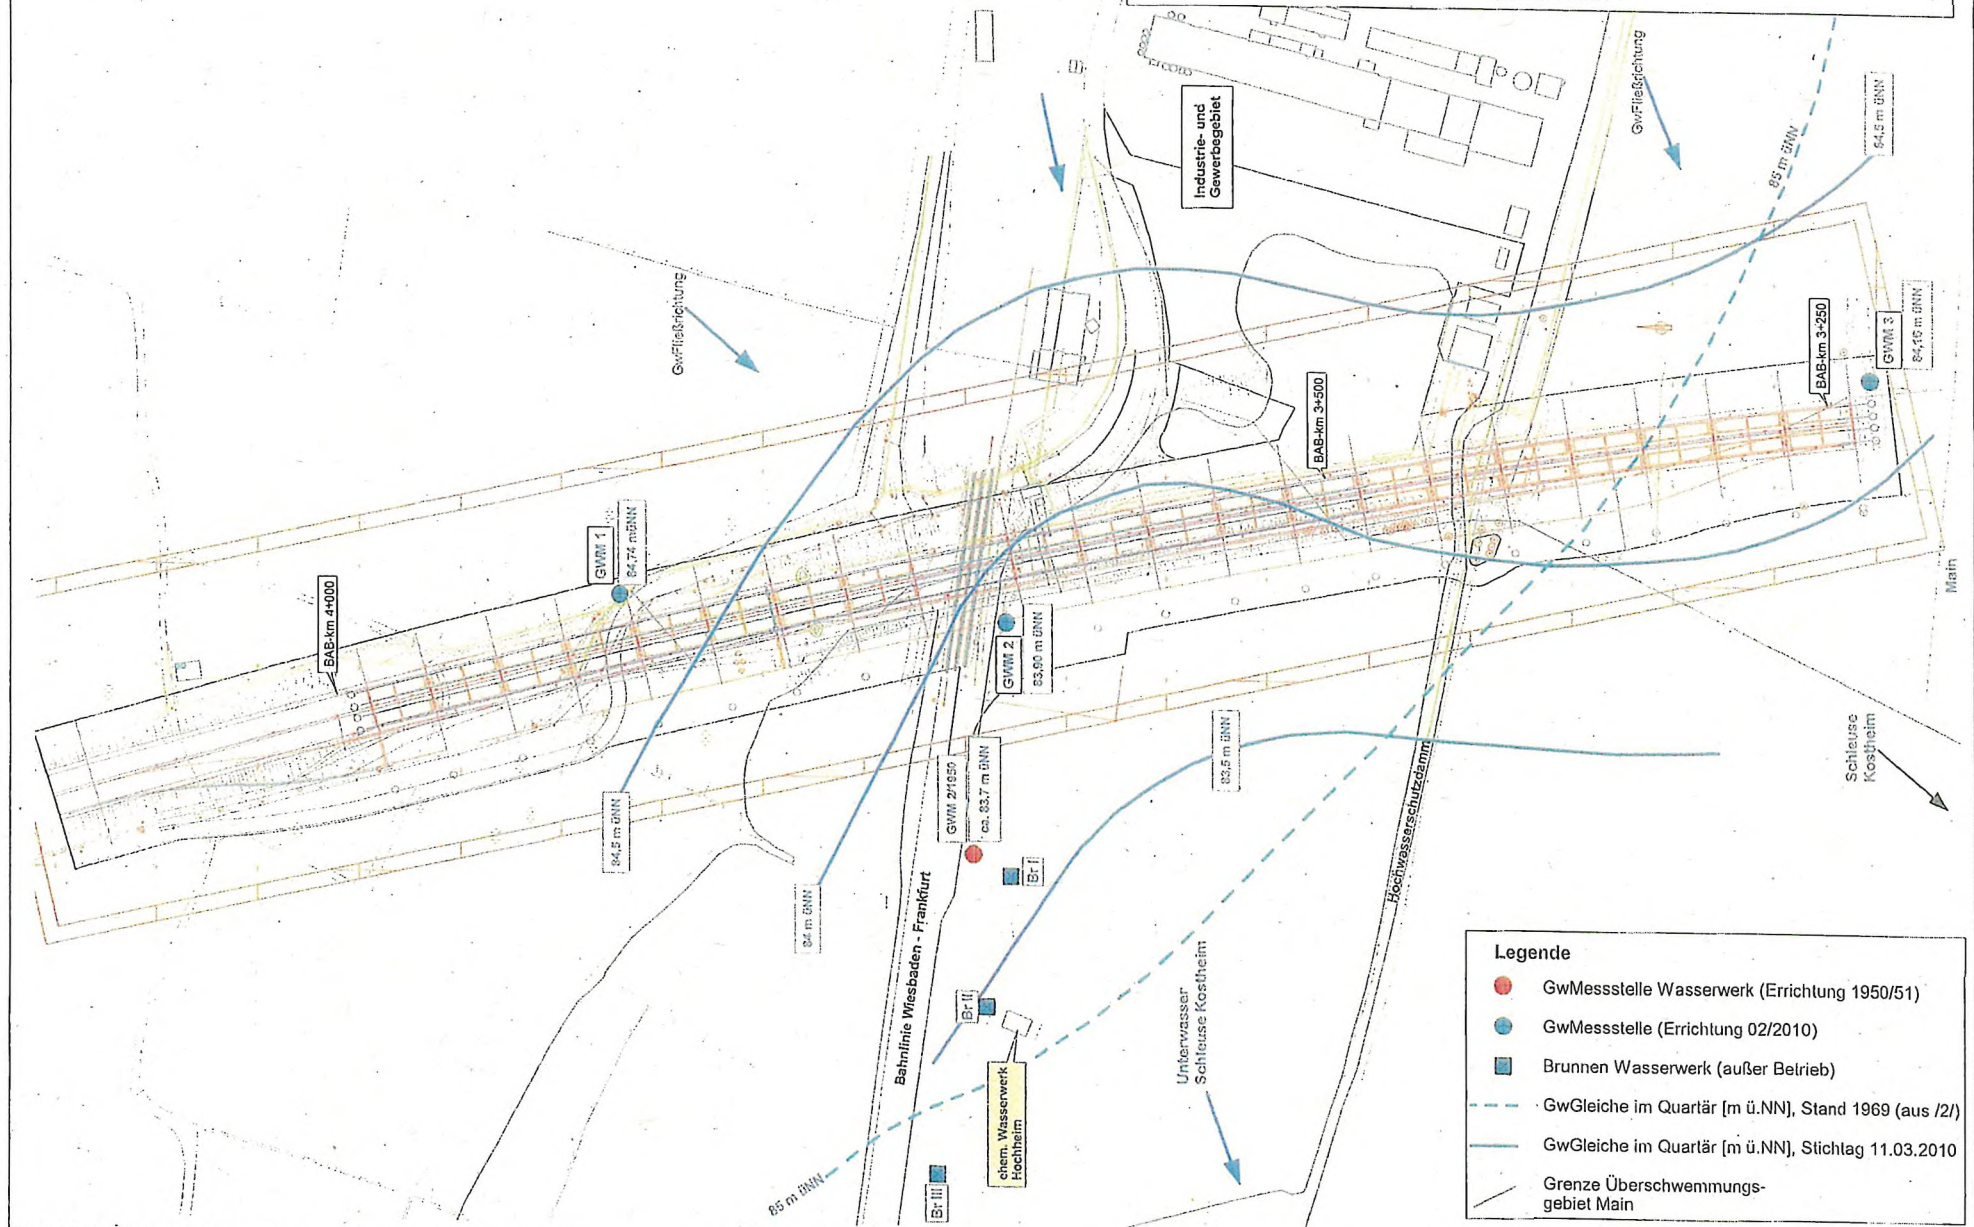 GwFließrichtung
85 m üNN
84,5 m üNN
Industrie- und
Gewerbegebiet
GwFließrichtung
BAB-km 3+250
GWM 3
84,15 m üNN
BAB-km 3+500
GWM 1
84,74 müNN
BAB-km 4+000
GWM 2
83,90 m üNN
Main
83,5 m üNN
Schleuse
Kostheim
GWM 2/1950
ca. 83,7 m üNN
84,5 m üNN
84 m üNN
Br I
Hochwasserschutzdamm
Bahnlinie Wiesbaden - Frankfurt
Br II
Unterwasser
Schleuse Kostheim
ehem. Wasserwerk
Hochheim
85 m üNN
Br III
Legende
GwMessstelle Wasserwerk (Errichtung 1950/51)
GwMessstelle (Errichtung 02/2010)
Brunnen Wasserwerk (außer Betrieb)
GwGleiche im Quartär [m ü.NN], Stand 1969 (aus /2/)
GwGleiche im Quartär [m ü.NN], Stichtag 11.03.2010
Grenze Überschwemmungs-
gebiet Main